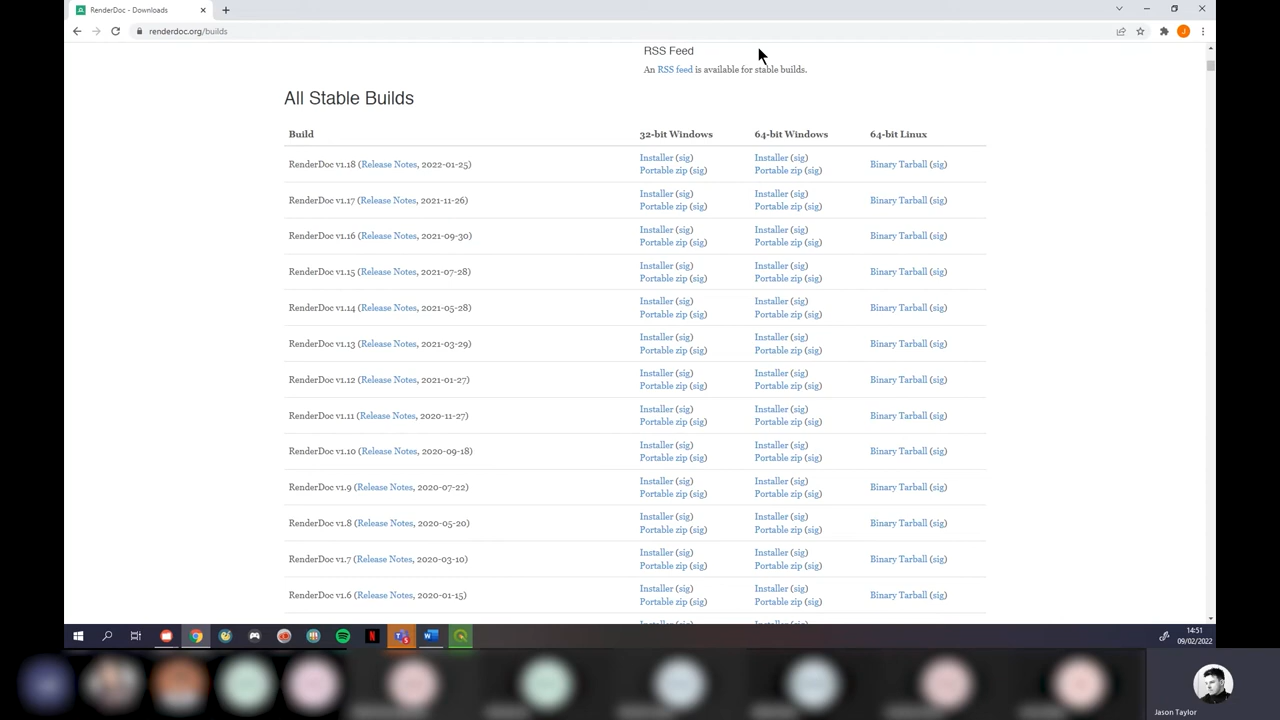 RenderDoc - Downloads
renderdoc.org/builds
J
RSS Feed
An RSS feed is available for stable builds.
All Stable Builds
Build 32-bit Windows 64-bit Windows 64-bit Linux
RenderDoc v1.18 (Release Notes, 2022-01-25) Installer (sig) Installer (sig) Binary Tarball (sig)
Portable zip (sig) Portable zip (sig)
RenderDoc v1.17 (Release Notes, 2021-11-26) Installer (sig) Installer (sig) Binary Tarball (sig)
Portable zip (sig) Portable zip (sig)
RenderDoc v1.16 (Release Notes, 2021-09-30) Installer (sig) Installer (sig) Binary Tarball (sig)
Portable zip (sig) Portable zip (sig)
RenderDoc v1.15 (Release Notes, 2021-07-28) Installer (sig) Installer (sig) Binary Tarball (sig)
Portable zip (sig) Portable zip (sig)
RenderDoc v1.14 (Release Notes, 2021-05-28) Installer (sig) Installer (sig) Binary Tarball (sig)
Portable zip (sig) Portable zip (sig)
RenderDoc v1.13 (Release Notes, 2021-03-29) Installer (sig) Installer (sig) Binary Tarball (sig)
Portable zip (sig) Portable zip (sig)
RenderDoc v1.12 (Release Notes, 2021-01-27) Installer (sig) Installer (sig) Binary Tarball (sig)
Portable zip (sig) Portable zip (sig)
RenderDoc v1.11 (Release Notes, 2020-11-27) Installer (sig) Installer (sig) Binary Tarball (sig)
Portable zip (sig) Portable zip (sig)
RenderDoc v1.10 (Release Notes, 2020-09-18) Installer (sig) Installer (sig) Binary Tarball (sig)
Portable zip (sig) Portable zip (sig)
RenderDoc v1.9 (Release Notes, 2020-07-22) Installer (sig) Installer (sig) Binary Tarball (sig)
Portable zip (sig) Portable zip (sig)
RenderDoc v1.8 (Release Notes, 2020-05-20) Installer (sig) Installer (sig) Binary Tarball (sig)
Portable zip (sig) Portable zip (sig)
RenderDoc v1.7 (Release Notes, 2020-03-10) Installer (sig) Installer (sig) Binary Tarball (sig)
Portable zip (sig) Portable zip (sig)
RenderDoc v1.6 (Release Notes, 2020-01-15) Installer (sig) Installer (sig) Binary Tarball (sig)
Portable zip (sig) Portable zip (sig)
14:51
09/02/2022
Jason Taylor